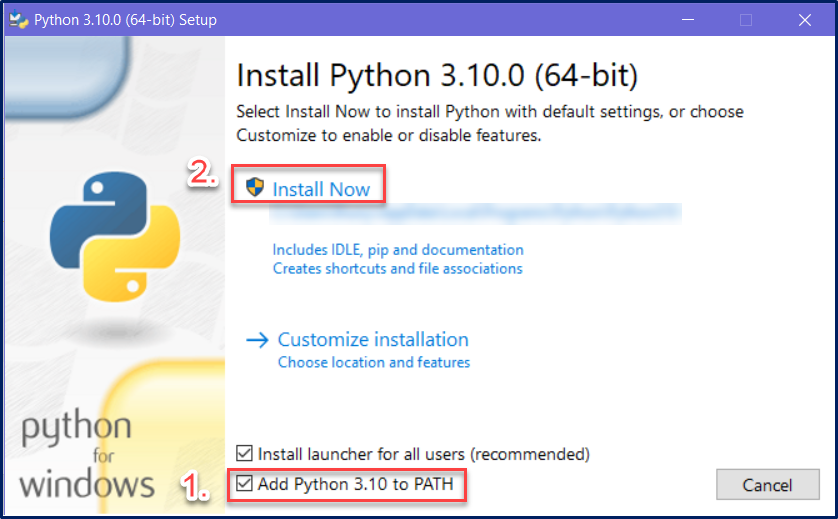 Python 3.10.0 (64-bit) Setup
Install Python 3.10.0 (64-bit)
Select Install Now to install Python with default settings, or choose
Customize to enable or disable features.
2.
Install Now
Includes IDLE, pip and documentation
Creates shortcuts and file associations
Customize installation
Choose location and features
python
for
windows
Install launcher for all users (recommended)
1.
Add Python 3.10 to PATH
Cancel